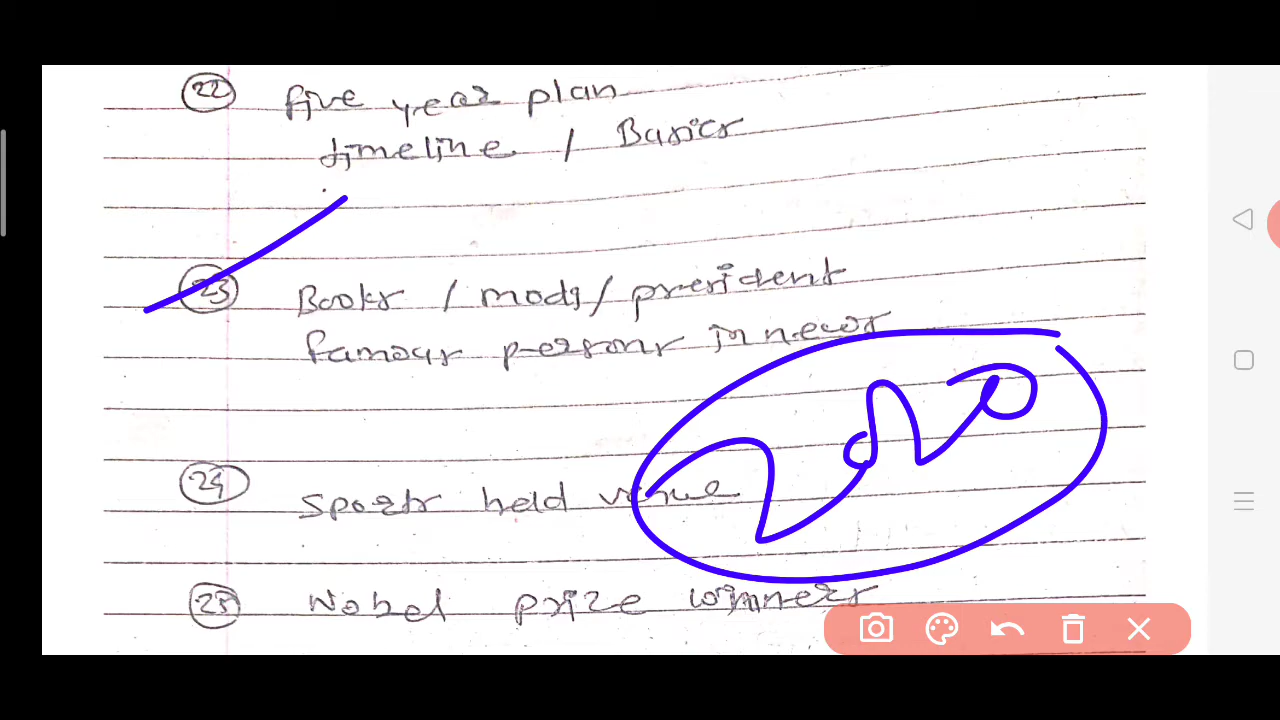 22 five year plan
timeline / Basics
23 Books / modi / president
famous persons in news
24 Sports held venue
2020
25 Nobel prize winners